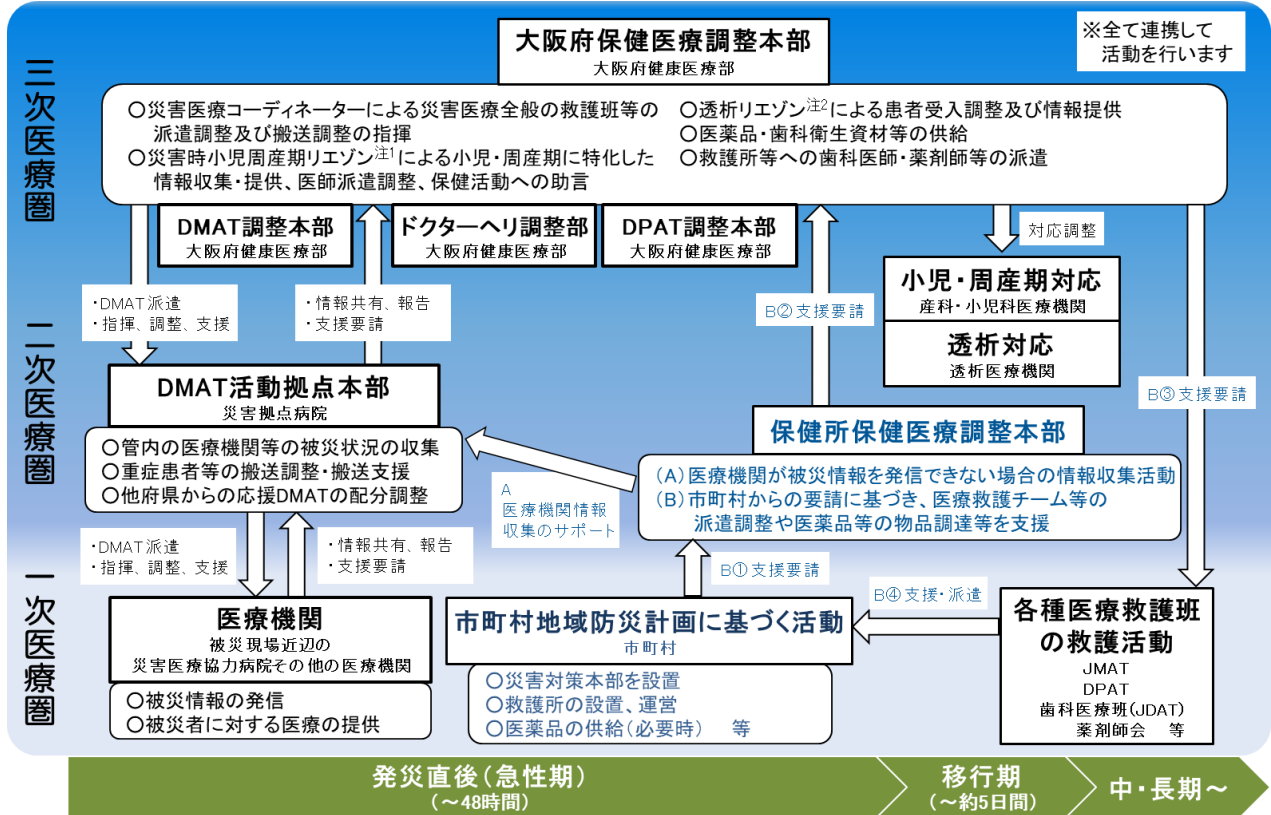 大阪府保健医療調整本部
大阪府健康医療部
※全て連携して
活動を行います
三次医療圏
○災害医療コーディネーターによる災害医療全般の救護班等の
派遣調整及び搬送調整の指揮
○災害時小児周産期リエゾン注1による小児・周産期に特化した
情報収集・提供、医師派遣調整、保健活動への助言
○透析リエゾン注2による患者受入調整及び情報提供
○医薬品・歯科衛生資材等の供給
○救護所等への歯科医師・薬剤師等の派遣
DMAT調整本部
大阪府健康医療部
ドクターヘリ調整部
大阪府健康医療部
DPAT調整本部
大阪府健康医療部
対応調整
・DMAT派遣
・指揮、調整、支援
・情報共有、報告
・支援要請
B②支援要請
小児・周産期対応
産科・小児科医療機関
透析対応
透析医療機関
B③支援要請
二次医療圏
DMAT活動拠点本部
災害拠点病院
○管内の医療機関等の被災状況の収集
○重症患者等の搬送調整・搬送支援
○他府県からの応援DMATの配分調整
保健所保健医療調整本部
(A)医療機関が被災情報を発信できない場合の情報収集活動
(B)市町村からの要請に基づき、医療救護チーム等の
派遣調整や医薬品等の物品調達等を支援
A
医療機関情報
収集のサポート
・DMAT派遣
・指揮、調整、支援
・情報共有、報告
・支援要請
B①支援要請
B④支援・派遣
一次医療圏
医療機関
被災現場近辺の
災害医療協力病院その他の医療機関
○被災情報の発信
○被災者に対する医療の提供
市町村地域防災計画に基づく活動
市町村
○災害対策本部を設置
○救護所の設置、運営
○医薬品の供給(必要時) 等
各種医療救護班
の救護活動
JMAT
DPAT
歯科医療班(JDAT)
薬剤師会 等
発災直後(急性期)
(～48時間)
移行期
(～約5日間)
中・長期～